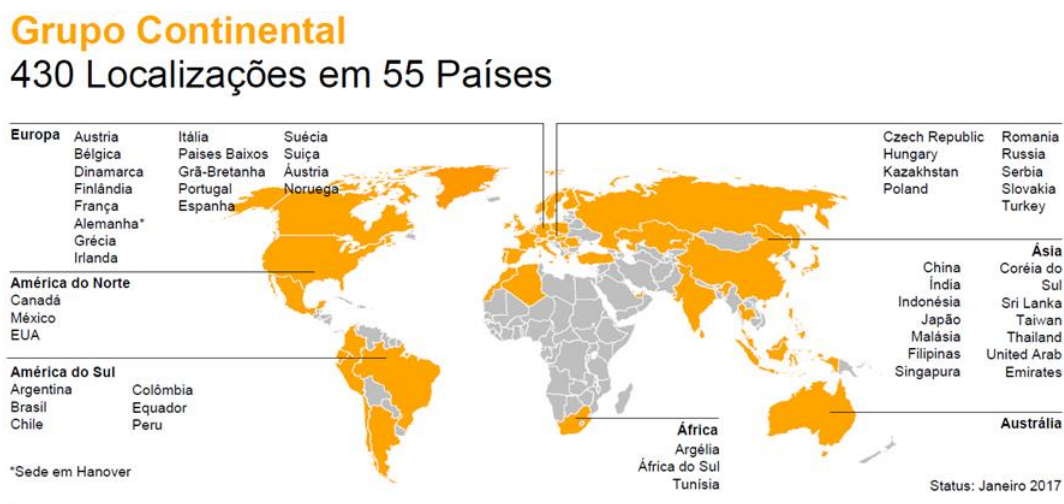 Grupo Continental
430 Localizações em 55 Países
Europa
Austria
Bélgica
Dinamarca
Finlândia
França
Alemanha*
Grécia
Irlanda
Itália
Paises Baixos
Grã-Bretanha
Portugal
Espanha
Suécia
Suiça
Áustria
Noruega
Czech Republic
Hungary
Kazakhstan
Poland
Romania
Russia
Serbia
Slovakia
Turkey
América do Norte
Canadá
México
EUA
Ásia
China
Índia
Indonésia
Japão
Malásia
Filipinas
Singapura
Coréia do
Sul
Sri Lanka
Taiwan
Thailand
United Arab
Emirates
América do Sul
Argentina
Brasil
Chile
Colômbia
Equador
Peru
África
Argélia
África do Sul
Tunísia
Austrália
*Sede em Hanover
Status: Janeiro 2017